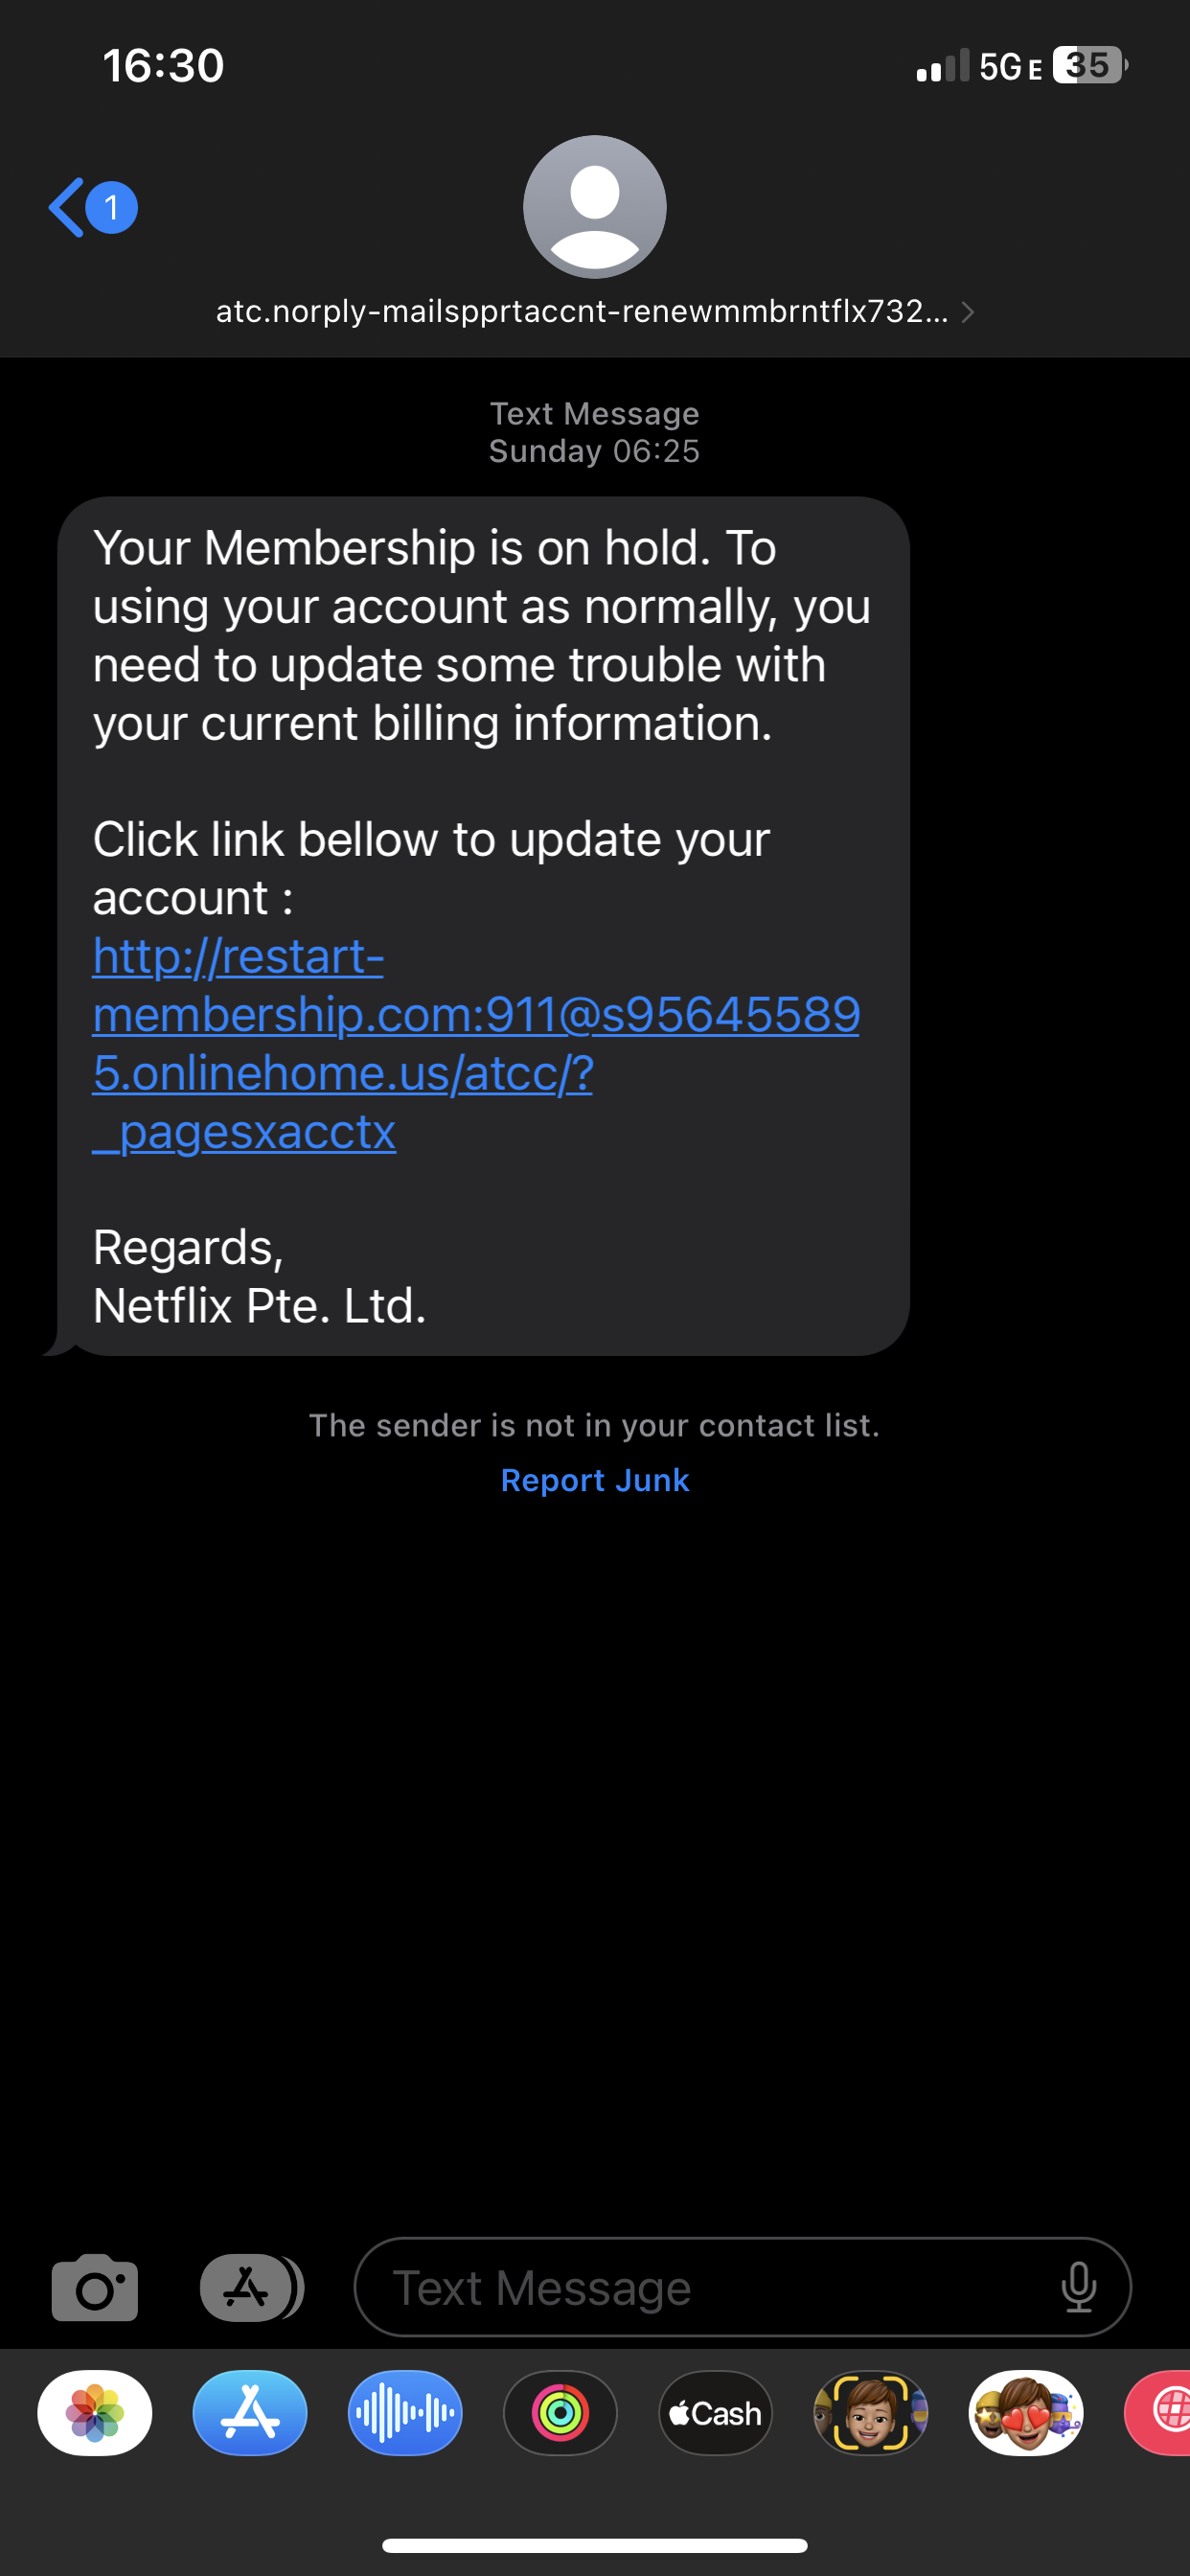 16:30
5G E 35
1
atc.norply-mailspprtaccnt-renewmmbrntflx732...
Text Message
Sunday 06:25
Your Membership is on hold. To
using your account as normally, you
need to update some trouble with
your current billing information.
Click link bellow to update your
account :
http://restart-
membership.com:911@s95645589
5.onlinehome.us/atcc/?
_pagesxacctx
Regards,
Netflix Pte. Ltd.
The sender is not in your contact list.
Report Junk
Text Message
Cash